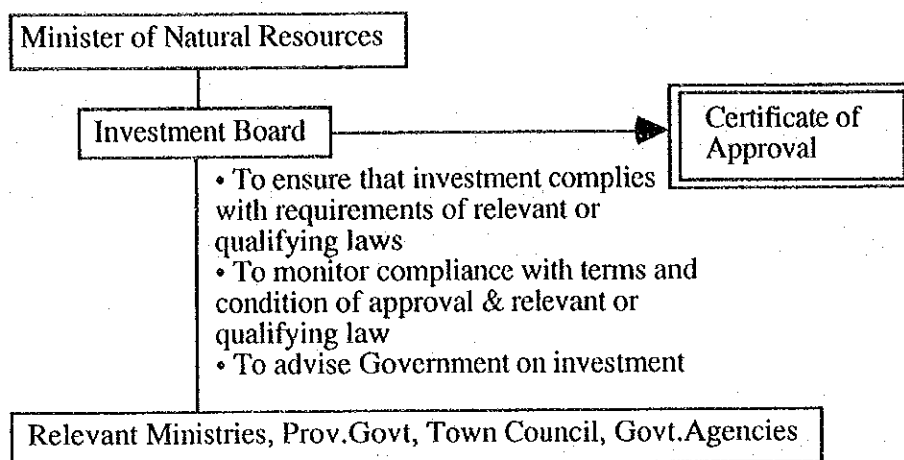 Minister of Natural Resources
Investment Board
Certificate of
Approval
• To ensure that investment complies
with requirements of relevant or
qualifying laws
• To monitor compliance with terms and
condition of approval & relevant or
qualifying law
• To advise Government on investment
Relevant Ministries, Prov.Govt, Town Council, Govt.Agencies